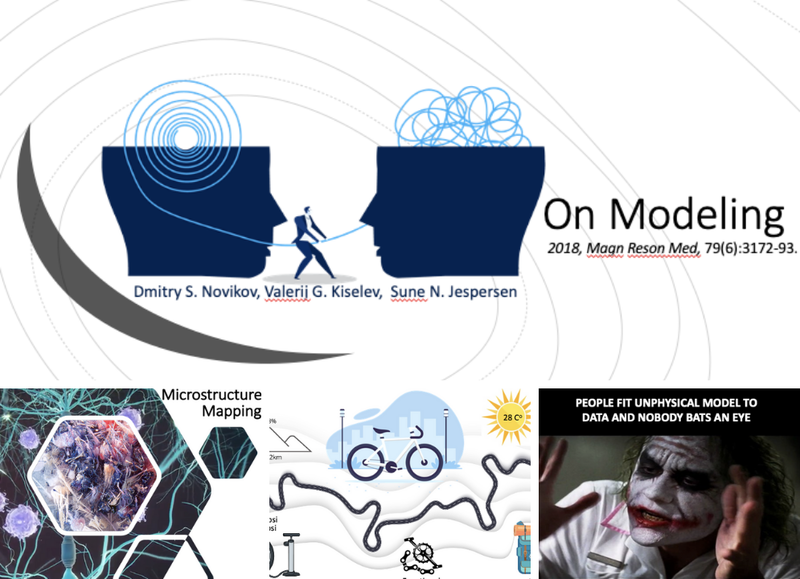 On Modeling
2018, Magn Reson Med, 79(6):3172-93.
Dmitry S. Novikov, Valerij G. Kiselev, Sune N. Jespersen
Microstructure
Mapping
28 C⁰
2km
PEOPLE FIT UNPHYSICAL MODEL TO
DATA AND NOBODY BATS AN EYE